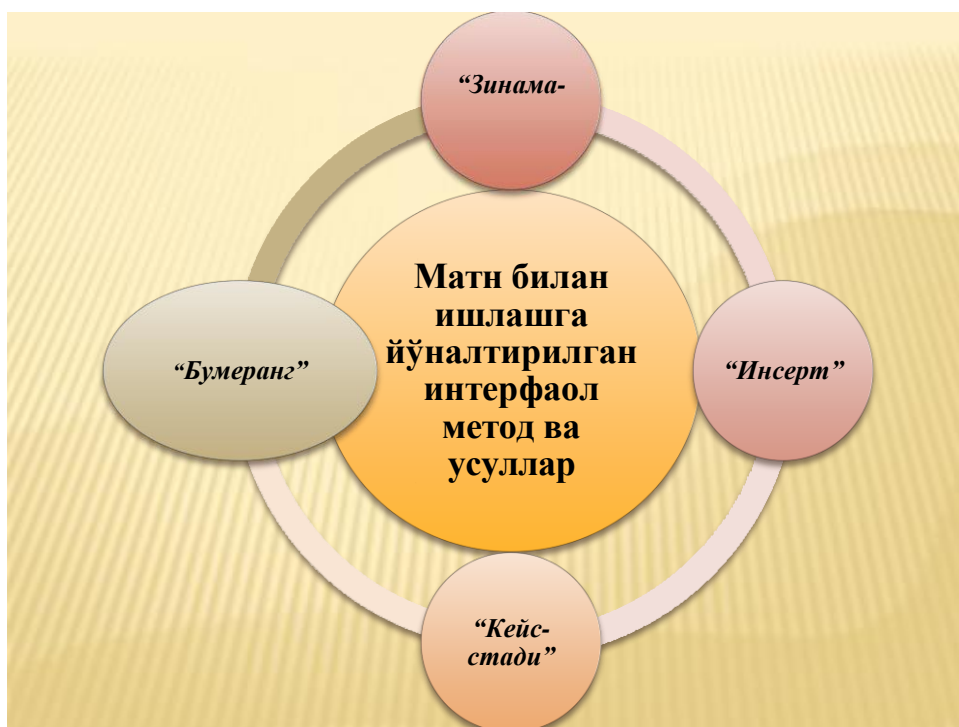 “Зинама-
Матн билан
ишлашга
йўналтирилган
интерфаол
метод ва
усуллар
“Бумеранг”
“Инсерт”
“Кейс-
стади”